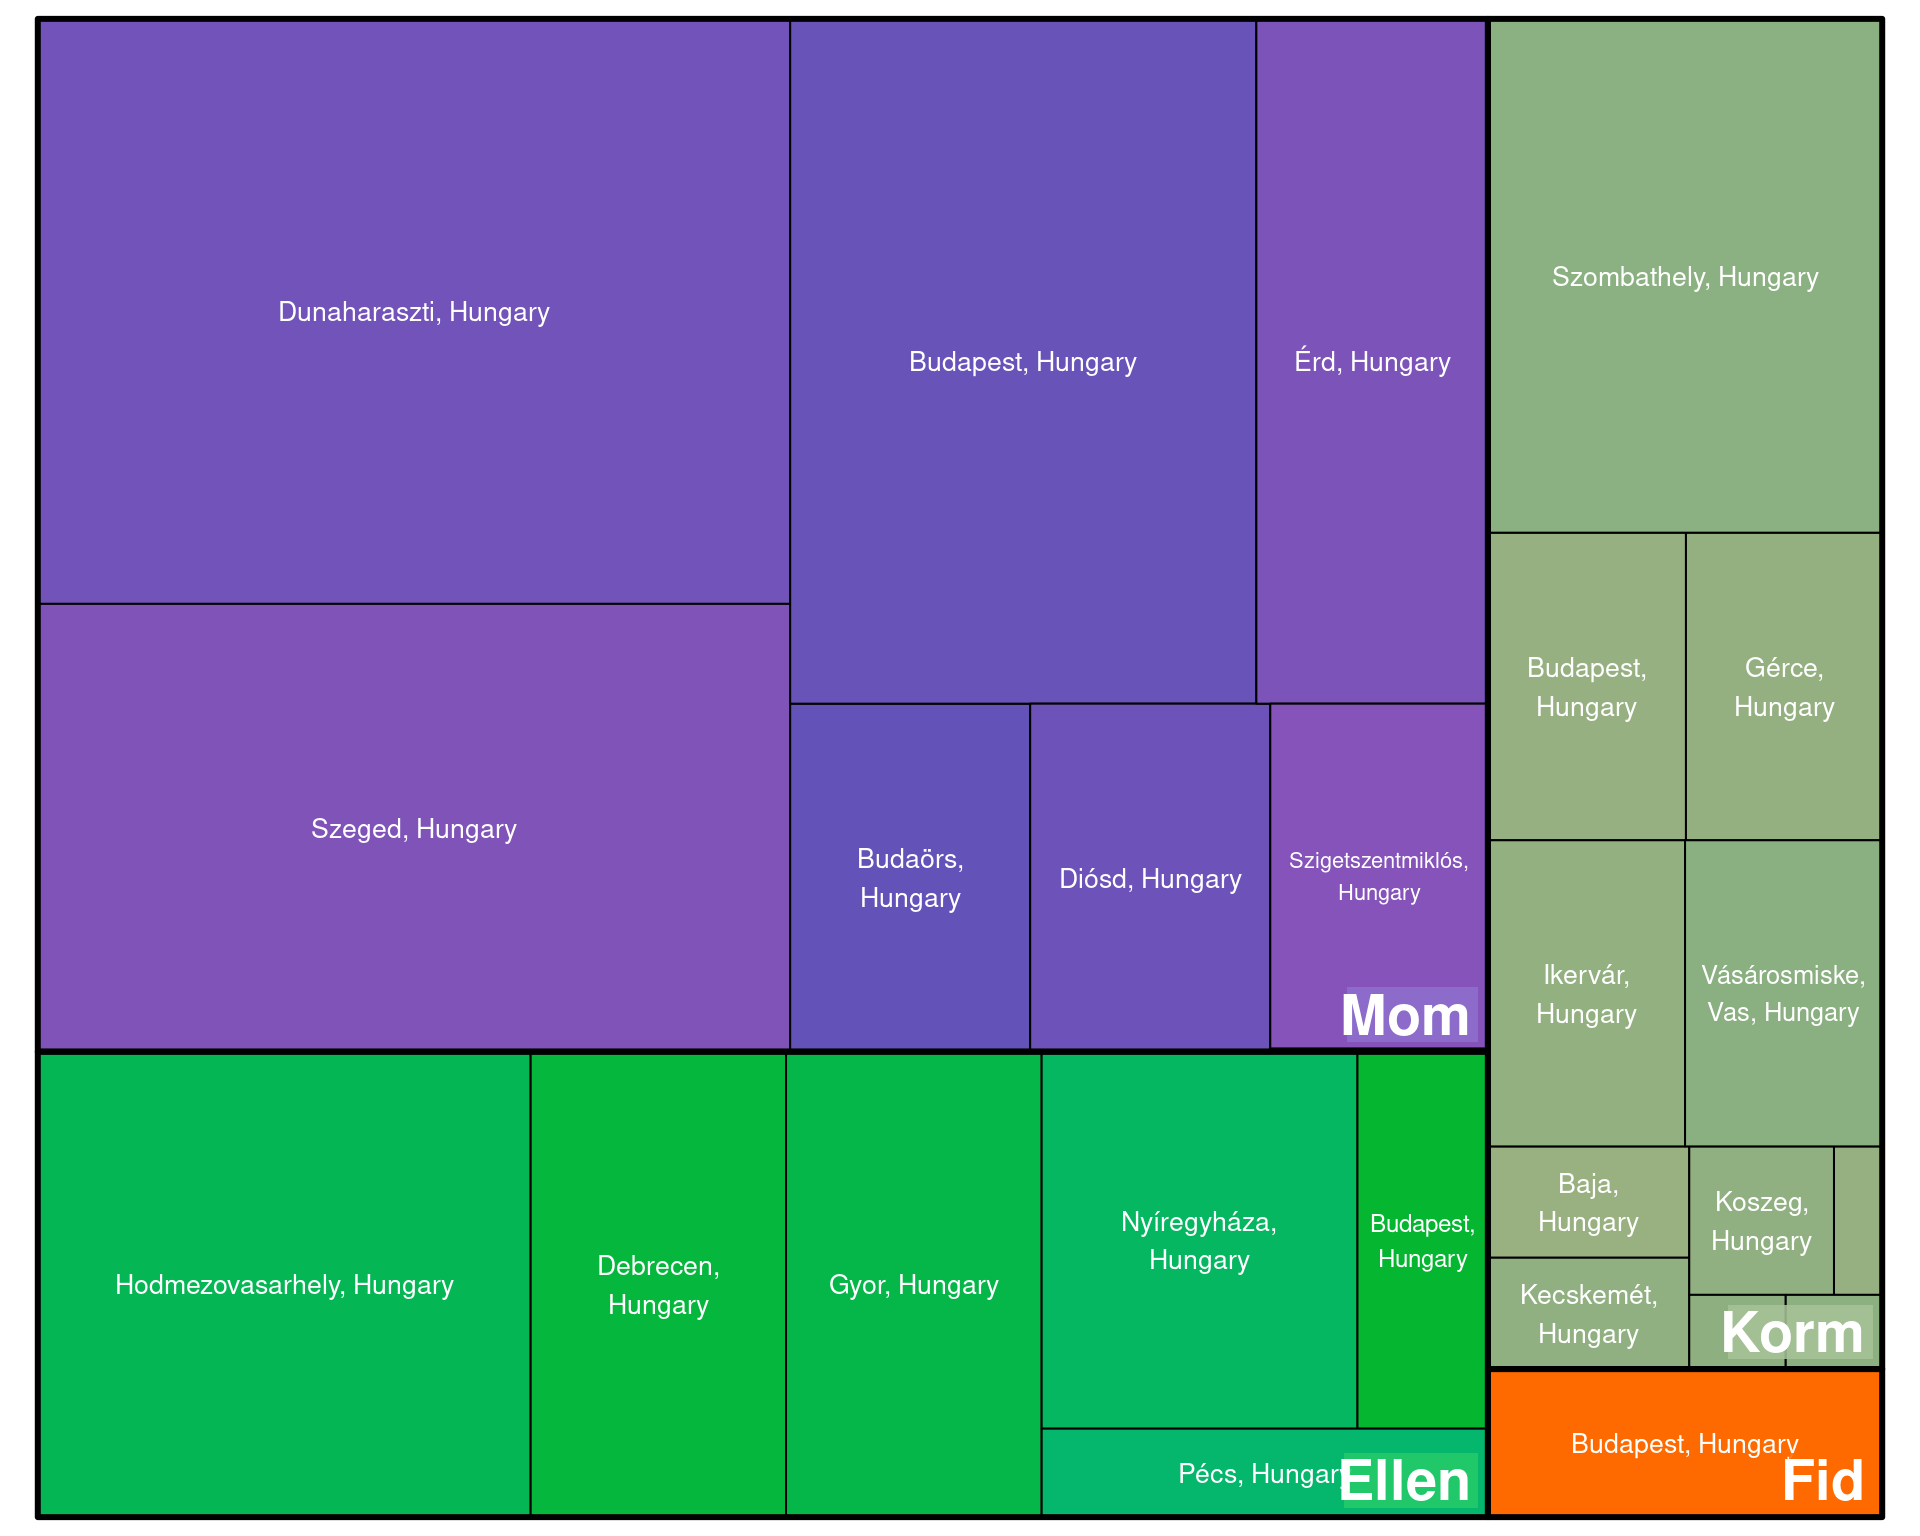 Dunaharaszti, Hungary
Budapest, Hungary
Érd, Hungary
Szeged, Hungary
Budaörs,
Hungary
Diósd, Hungary
Szigetszentmiklós,
Hungary
Mom
Hodmezovasarhely, Hungary
Debrecen,
Hungary
Gyor, Hungary
Nyíregyháza,
Hungary
Budapest,
Hungary
Pécs, Hungary
Ellen
Szombathely, Hungary
Budapest,
Hungary
Gérce,
Hungary
Ikervár,
Hungary
Vásárosmiske,
Vas, Hungary
Baja,
Hungary
Koszeg,
Hungary
Kecskemét,
Hungary
Korm
Budapest, Hungary
Fid